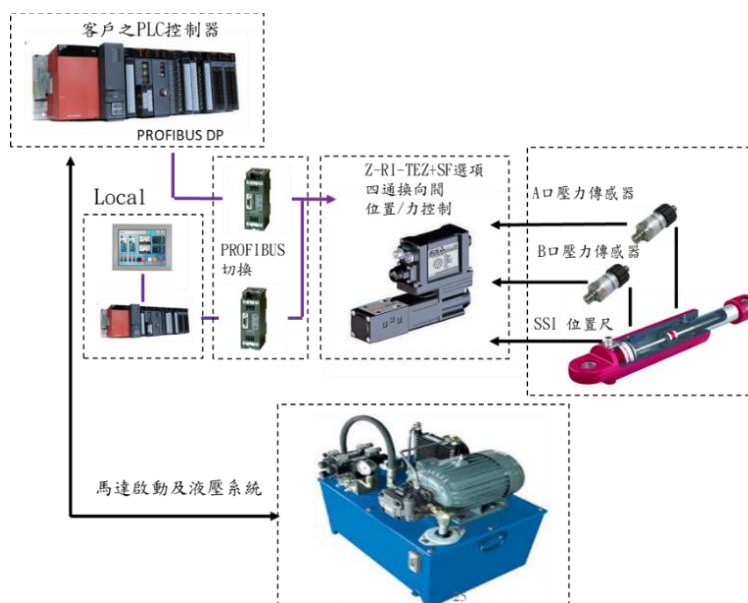 客戶之PLC控制器
PROFIBUS DP
Local
PROFIBUS
切換
Z-RI-TEZ+SF選項
四通換向閥
位置/力控制
A口壓力傳感器
B口壓力傳感器
SSI 位置尺
馬達啟動及液壓系統
25